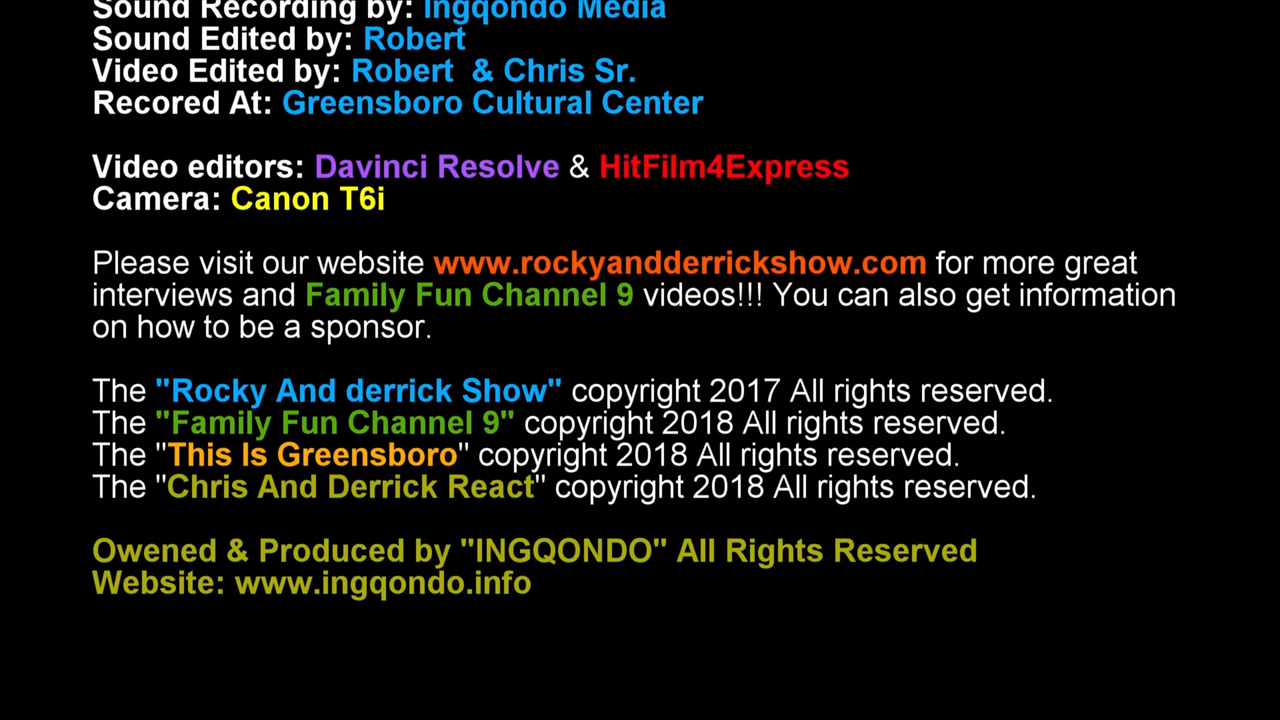 Sound Recording by: Ingqondo Media
Sound Edited by: Robert
Video Edited by: Robert  & Chris Sr.
Recored At: Greensboro Cultural Center
Video editors: Davinci Resolve & HitFilm4Express
Camera: Canon T6i
Please visit our website www.rockyandderrickshow.com for more great
interviews and Family Fun Channel 9 videos!!! You can also get information
on how to be a sponsor.
The "Rocky And derrick Show" copyright 2017 All rights reserved.
The "Family Fun Channel 9" copyright 2018 All rights reserved.
The "This Is Greensboro" copyright 2018 All rights reserved.
The "Chris And Derrick React" copyright 2018 All rights reserved.
Owened & Produced by "INGQONDO" All Rights Reserved
Website: www.ingqondo.info